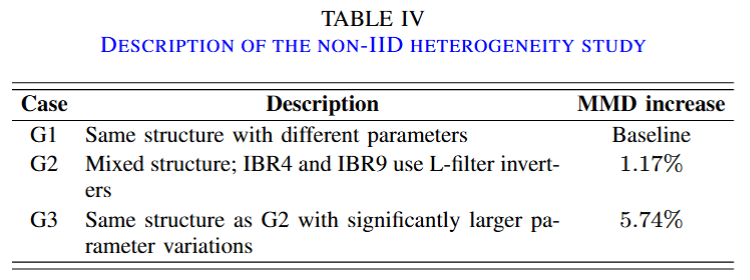 TABLE IV
DESCRIPTION OF THE NON-IID HETEROGENEITY STUDY
Case Description MMD increase
G1 Same structure with different parameters Baseline
G2 Mixed structure; IBR4 and IBR9 use L-filter invert- 1.17%
ers
G3 Same structure as G2 with significantly larger pa- 5.74%
rameter variations